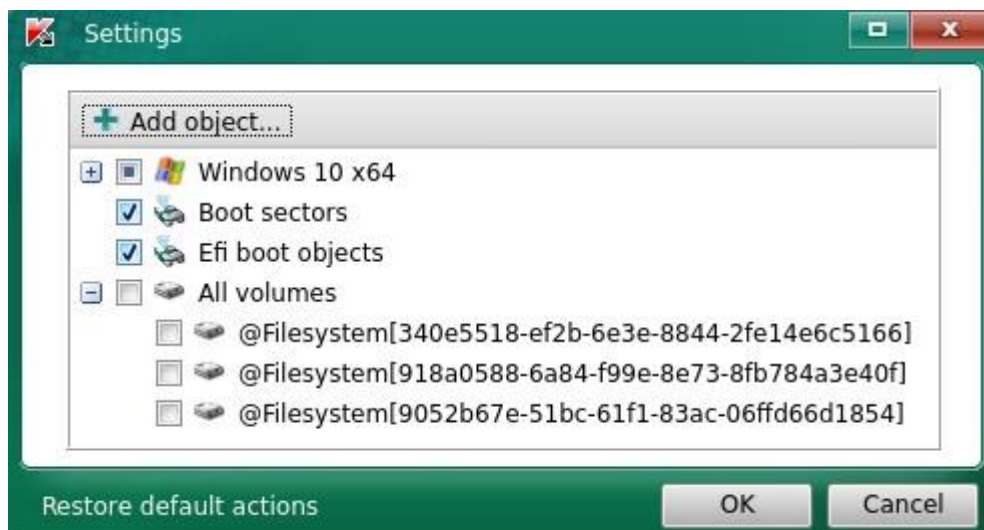 Settings
Add object...
Windows 10 x64
Boot sectors
Efi boot objects
All volumes
@Filesystem[340e5518-ef2b-6e3e-8844-2fe14e6c5166]
@Filesystem[918a0588-6a84-f99e-8e73-8fb784a3e40f]
@Filesystem[9052b67e-51bc-61f1-83ac-06ffd66d1854]
Restore default actions OK Cancel